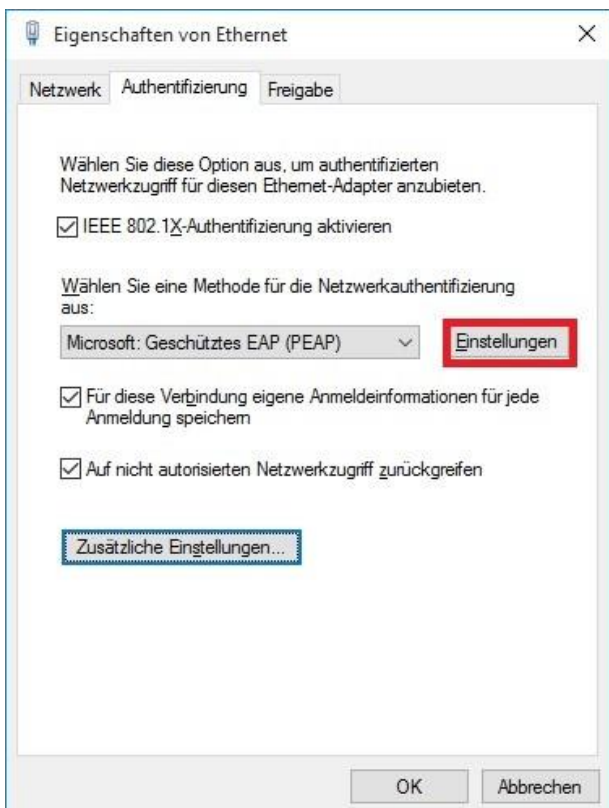 Eigenschaften von Ethernet
Netzwerk Authentifizierung Freigabe
Wählen Sie diese Option aus, um authentifizierten
Netzwerkzugriff für diesen Ethernet-Adapter anzubieten.
IEEE 802.1X-Authentifizierung aktivieren
Wählen Sie eine Methode für die Netzwerkauthentifizierung
aus:
Microsoft: Geschütztes EAP (PEAP) Einstellungen
Für diese Verbindung eigene Anmeldeinformationen für jede
Anmeldung speichern
Auf nicht autorisierten Netzwerkzugriff zurückgreifen
Zusätzliche Einstellungen...
OK Abbrechen